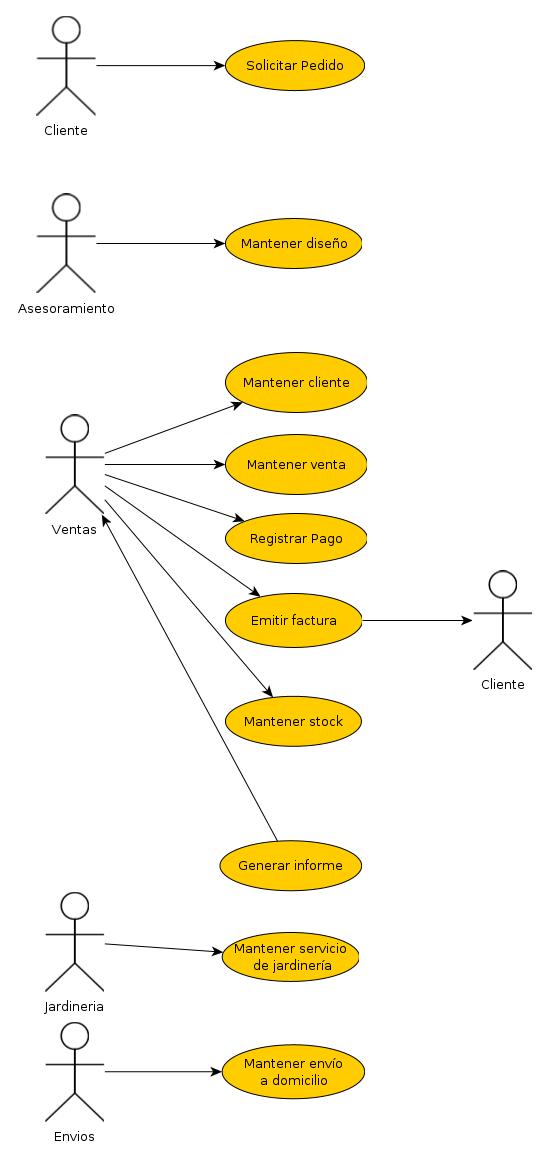 Solicitar Pedido
Cliente
Mantener diseño
Asesoramiento
Mantener cliente
Mantener venta
Ventas
Registrar Pago
Emitir factura
Cliente
Mantener stock
Generar informe
Mantener servicio
de jardinería
Jardineria
Mantener envío
a domicilio
Envios